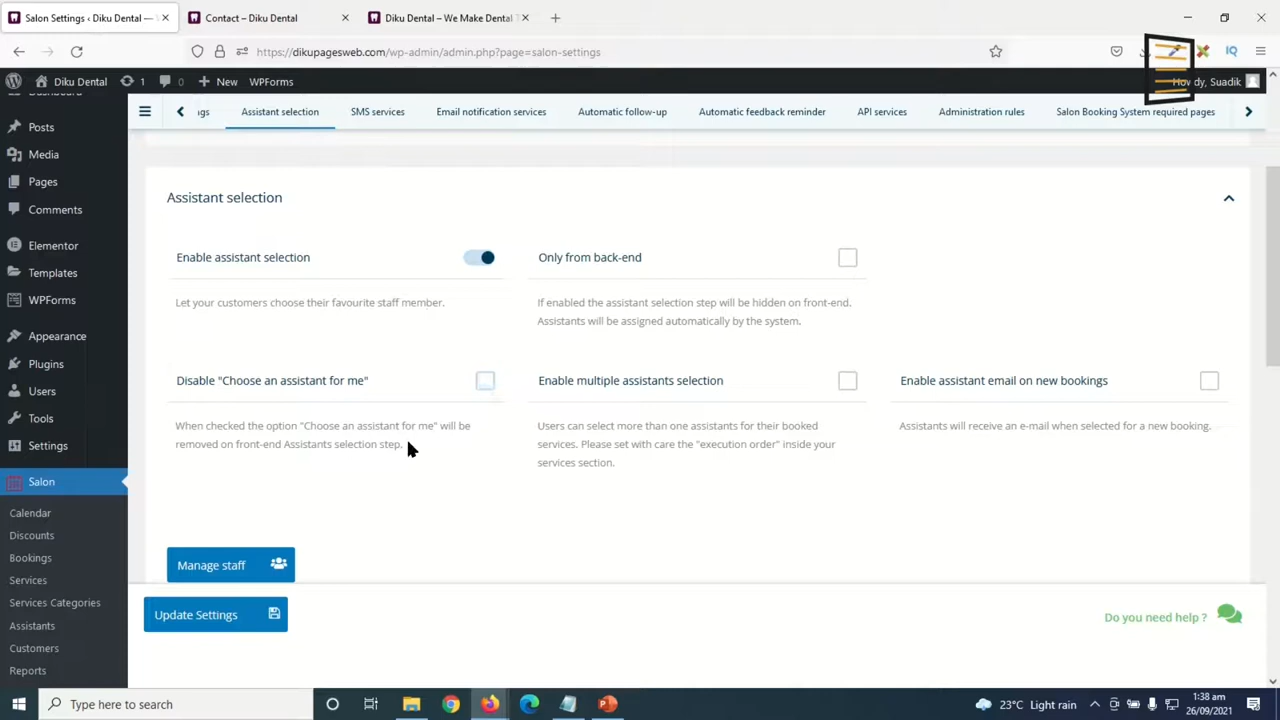 Salon Settings ‹ Diku Dental —
Contact – Diku Dental
Diku Dental – We Make Dental T
https://dikupagesweb.com/wp-admin/admin.php?page=salon-settings
IQ
Diku Dental
1
0
New
WPForms
dy, Suadik
Dashboard
Posts
Media
Pages
Comments
Elementor
Templates
WPForms
Appearance
Plugins
Users
Tools
Settings
Salon
Calendar
Discounts
Bookings
Services
Services Categories
Assistants
Customers
Reports
ngs
Assistant selection
SMS services
Email notification services
Automatic follow-up
Automatic feedback reminder
API services
Administration rules
Salon Booking System required pages
Assistant selection
Enable assistant selection
Let your customers choose their favourite staff member.
Only from back-end
If enabled the assistant selection step will be hidden on front-end.
Assistants will be assigned automatically by the system.
Disable "Choose an assistant for me"
When checked the option "Choose an assistant for me" will be
removed on front-end Assistants selection step.
Enable multiple assistants selection
Users can select more than one assistants for their booked
services. Please set with care the "execution order" inside your
services section.
Enable assistant email on new bookings
Assistants will receive an e-mail when selected for a new booking.
Manage staff
Update Settings
Do you need help ?
Type here to search
23°C Light rain
1:38 am
26/09/2021